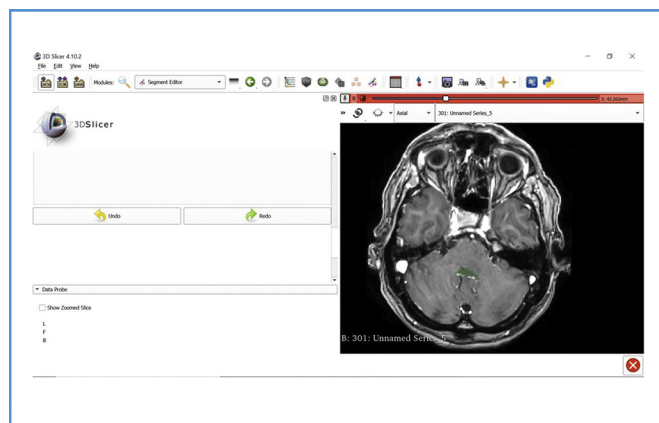 3D Slicer 4.10.2
File Edit View Help
Modules: Segment Editor
R S: 42.362mm
3DSlicer
Axial 301: Unnamed Series_5
Undo Redo
Data Probe
Show Zoomed Slice
L
F
B
B: 301: Unnamed Series_5